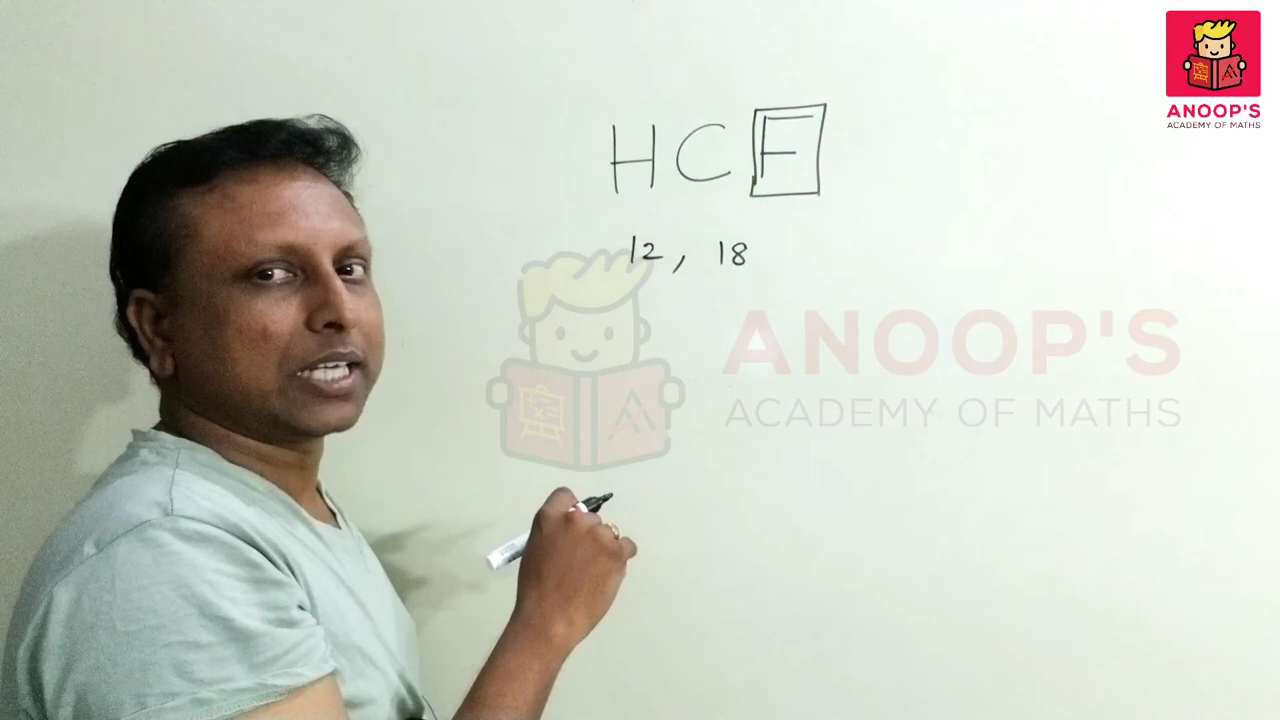 HCF
12, 18
ANOOP'S
ACADEMY OF MATHS
ANOOP'S
ACADEMY OF MATHS